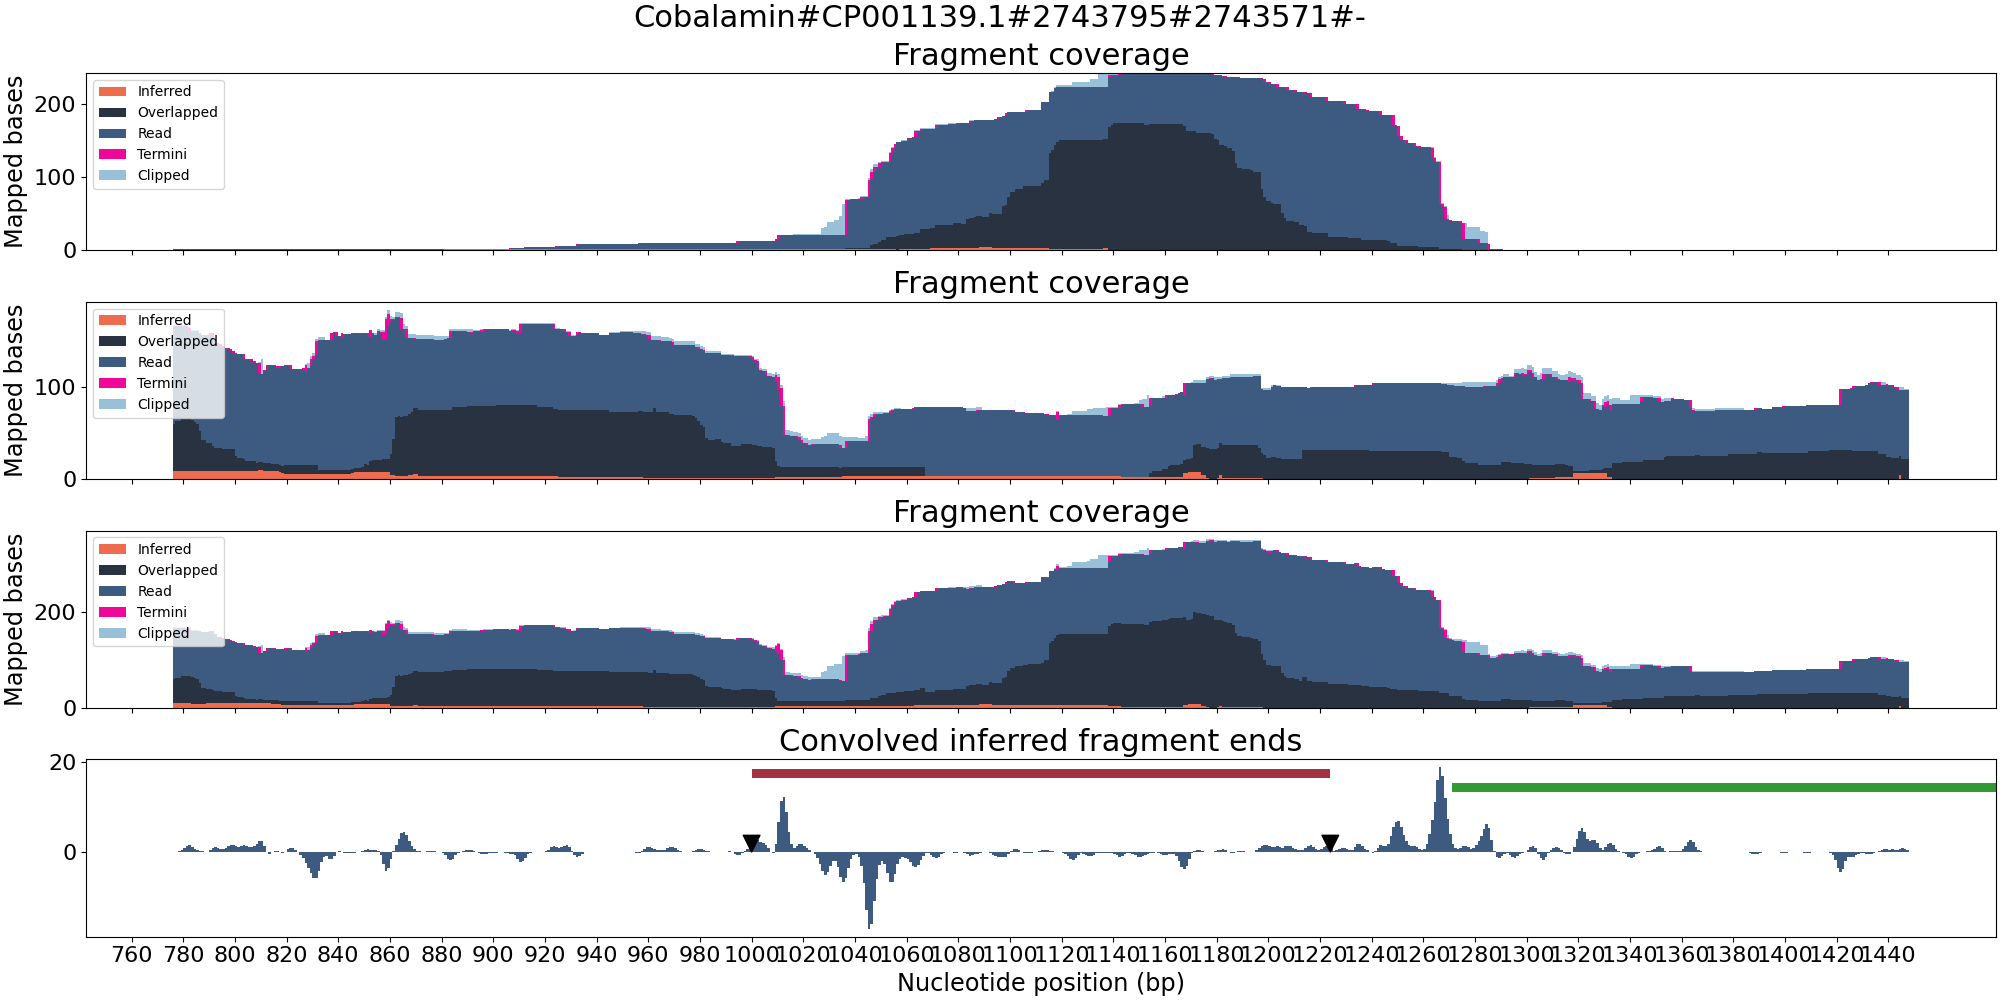 Cobalamin#CP001139.1#2743795#2743571#-
Fragment coverage
Mapped bases
200
100
0
Inferred
Overlapped
Read
Termini
Clipped
Fragment coverage
Mapped bases
100
0
Inferred
Overlapped
Read
Termini
Clipped
Fragment coverage
Mapped bases
200
0
Inferred
Overlapped
Read
Termini
Clipped
Convolved inferred fragment ends
20
0
760 780 800 820 840 860 880 900 920 940 960 980 1000 1020 1040 1060 1080 1100 1120 1140 1160 1180 1200 1220 1240 1260 1280 1300 1320 1340 1360 1380 1400 1420 1440
Nucleotide position (bp)